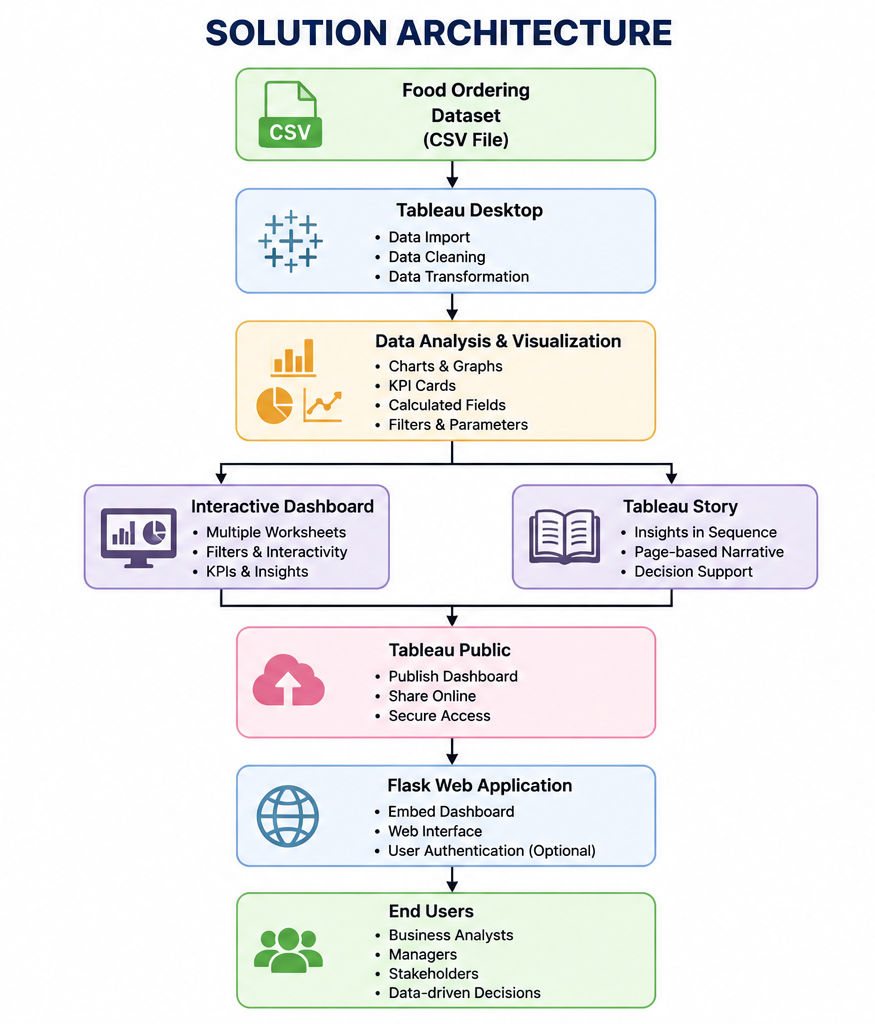 SOLUTION ARCHITECTURE
CSV
Food Ordering
Dataset
(CSV File)
Tableau Desktop
• Data Import
• Data Cleaning
• Data Transformation
Data Analysis & Visualization
• Charts & Graphs
• KPI Cards
• Calculated Fields
• Filters & Parameters
Interactive Dashboard
• Multiple Worksheets
• Filters & Interactivity
• KPIs & Insights
Tableau Story
• Insights in Sequence
• Page-based Narrative
• Decision Support
Tableau Public
• Publish Dashboard
• Share Online
• Secure Access
Flask Web Application
• Embed Dashboard
• Web Interface
• User Authentication (Optional)
End Users
• Business Analysts
• Managers
• Stakeholders
• Data-driven Decisions